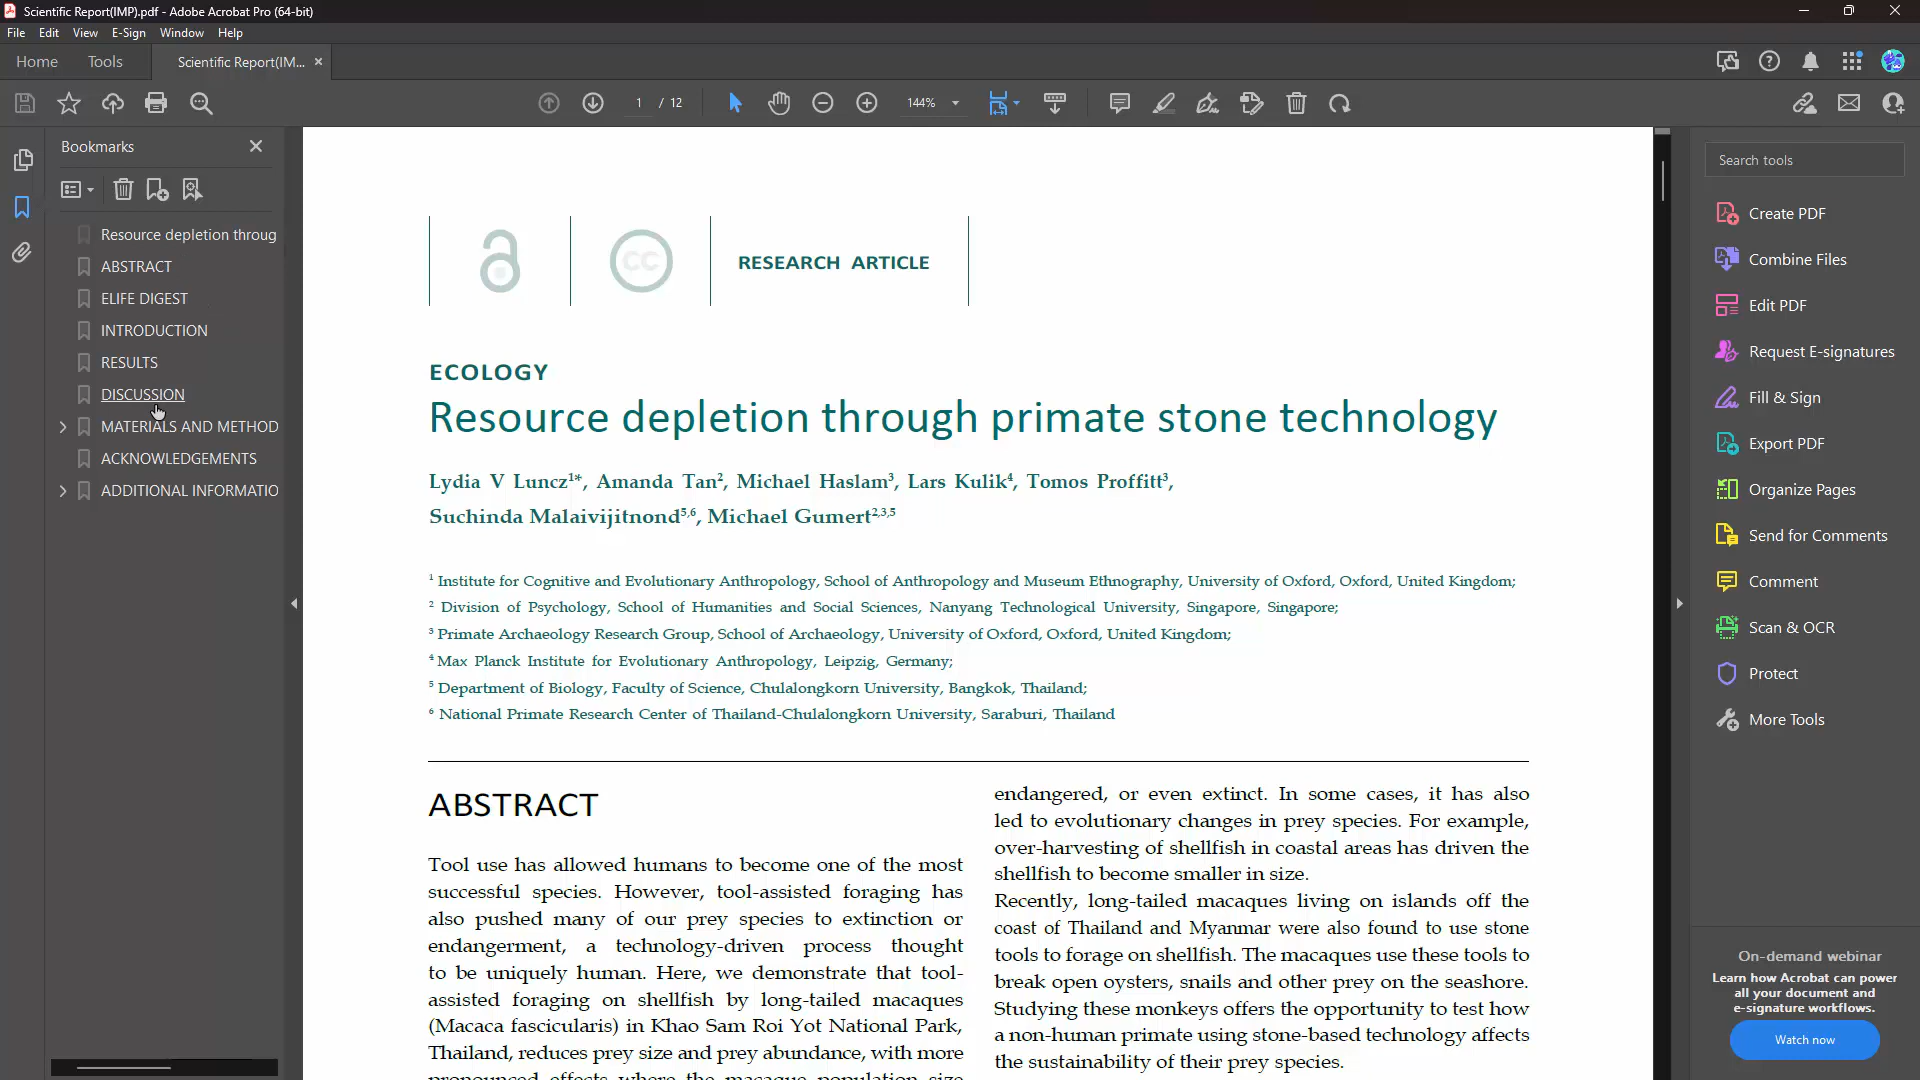 Scientific Report(IMP).pdf - Adobe Acrobat Pro (64-bit)
File Edit View E-Sign Window Help
Home Tools Scientific Report(IM... ×
1 / 12 144%
Bookmarks
Resource depletion throug
ABSTRACT
ELIFE DIGEST
INTRODUCTION
RESULTS
DISCUSSION
MATERIALS AND METHOD
ACKNOWLEDGEMENTS
ADDITIONAL INFORMATIO
cc
RESEARCH ARTICLE
ECOLOGY
Resource depletion through primate stone technology
Lydia V Luncz¹*, Amanda Tan², Michael Haslam³, Lars Kulik⁴, Tomos Proffitt³,
Suchinda Malaivijitnond⁵,⁶, Michael Gumert²,³,⁵
¹ Institute for Cognitive and Evolutionary Anthropology, School of Anthropology and Museum Ethnography, University of Oxford, Oxford, United Kingdom;
² Division of Psychology, School of Humanities and Social Sciences, Nanyang Technological University, Singapore, Singapore;
³ Primate Archaeology Research Group, School of Archaeology, University of Oxford, Oxford, United Kingdom;
⁴ Max Planck Institute for Evolutionary Anthropology, Leipzig, Germany;
⁵ Department of Biology, Faculty of Science, Chulalongkorn University, Bangkok, Thailand;
⁶ National Primate Research Center of Thailand-Chulalongkorn University, Saraburi, Thailand
ABSTRACT
Tool use has allowed humans to become one of the most
successful species. However, tool-assisted foraging has
also pushed many of our prey species to extinction or
endangerment, a technology-driven process thought
to be uniquely human. Here, we demonstrate that tool-
assisted foraging on shellfish by long-tailed macaques
(Macaca fascicularis) in Khao Sam Roi Yot National Park,
Thailand, reduces prey size and prey abundance, with more
pronounced effects where the macaque population size
endangered, or even extinct. In some cases, it has also
led to evolutionary changes in prey species. For example,
over-harvesting of shellfish in coastal areas has driven the
shellfish to become smaller in size.
Recently, long-tailed macaques living on islands off the
coast of Thailand and Myanmar were also found to use stone
tools to forage on shellfish. The macaques use these tools to
break open oysters, snails and other prey on the seashore.
Studying these monkeys offers the opportunity to test how
a non-human primate using stone-based technology affects
the sustainability of their prey species.
Search tools
Create PDF
Combine Files
Edit PDF
Request E-signatures
Fill & Sign
Export PDF
Organize Pages
Send for Comments
Comment
Scan & OCR
Protect
More Tools
On-demand webinar
Learn how Acrobat can power
all your document and
e-signature workflows.
Watch now